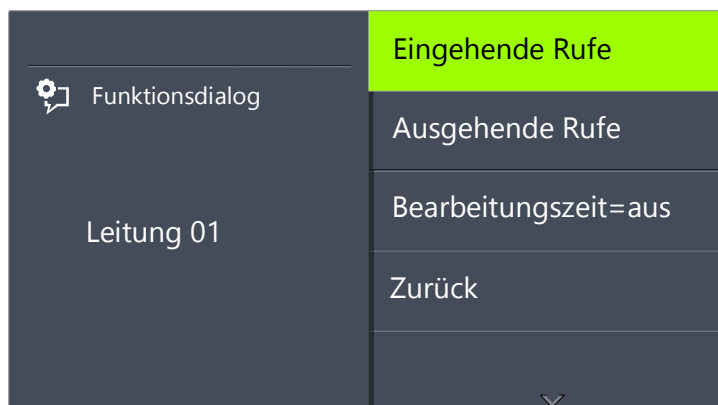 Funktionsdialog
Leitung 01
Eingehende Rufe
Ausgehende Rufe
Bearbeitungszeit=aus
Zurück